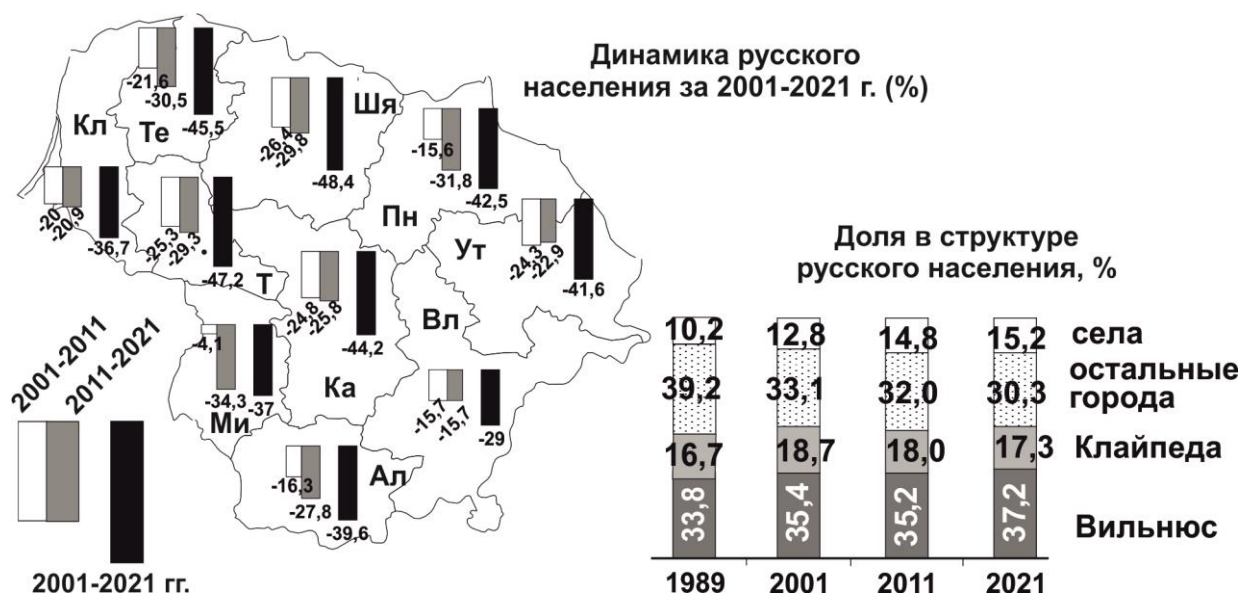 Динамика русского
населения за 2001-2021 г. (%)
-21,6
-30,5
-45,5
Те
Кл
-26,4
-29,8
-48,4
Шя
-15,6
-31,8
-42,5
Пн
-20
-20,9
-36,7
-25,3
-29,3
-47,2
Т
-24,3
-22,9
-41,6
Ут
-24,8
-25,8
-44,2
Ка
Вл
-4,1
-34,3
-37
Ми
-15,7
-15,7
-29
-16,3
-27,8
-39,6
Ал
2001-2011
2011-2021
2001-2021 гг.
Доля в структуре
русского населения, %
10,2 12,8 14,8 15,2 села
39,2 33,1 32,0 30,3 остальные
города
16,7 18,7 18,0 17,3 Клайпеда
33,8 35,4 35,2 37,2 Вильнюс
1989 2001 2011 2021